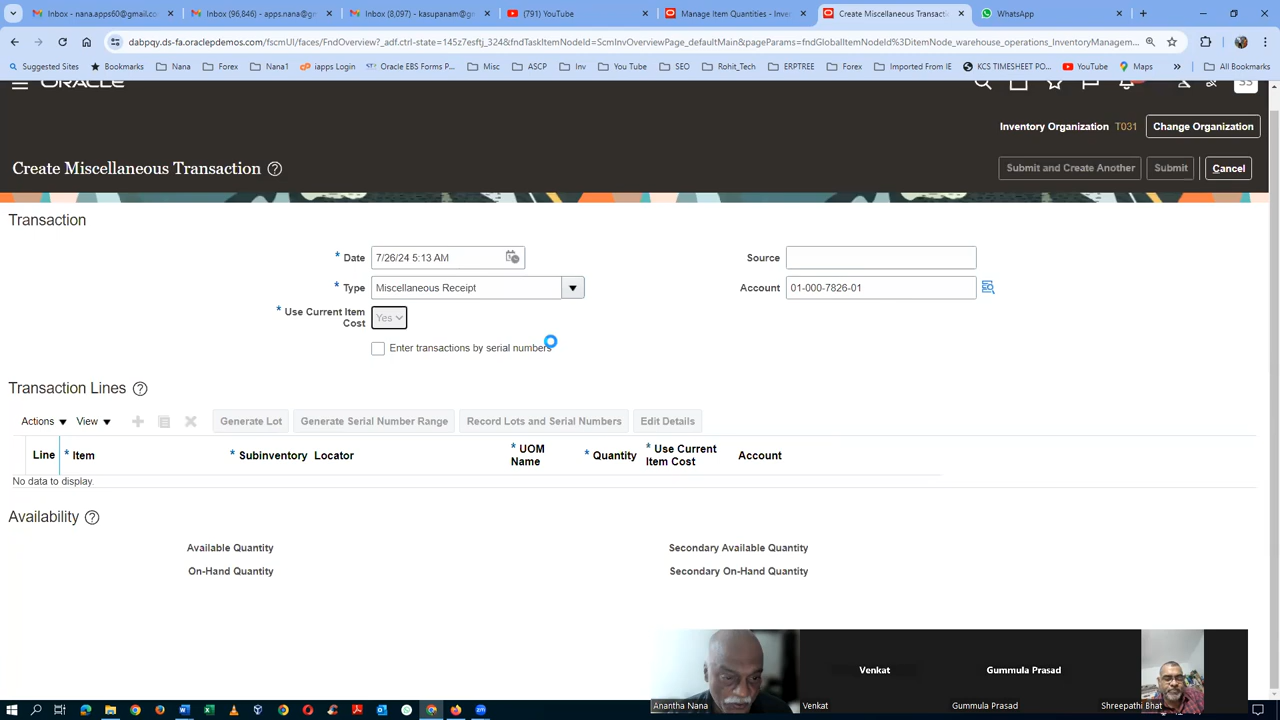 Inbox - nana.apps60@gmail.co
Inbox (96,846) - apps.nana@gm
Inbox (8,097) - kasupanam@g
(791) YouTube
Manage Item Quantities - Inve
Create Miscellaneous Transacti
WhatsApp
dabpqy.ds-fa.oraclepdemos.com/fscmUI/faces/FndOverview?_adf.ctrl-state=145z7esftj_324&fndTaskItemNodeId=ScmInvOverviewPage_defaultMain&pageParams=fndGlobalItemNodeId%3DitemNode_warehouse_operations_InventoryManagem...
Suggested Sites
Bookmarks
Nana
Forex
Nana1
iapps Login
Oracle EBS Forms P...
Misc
ASCP
Inv
You Tube
SEO
Rohit_Tech
ERPTREE
Forex
Imported From IE
KCS TIMESHEET PO...
YouTube
Maps
All Bookmarks
ORACLE
SS
Inventory Organization T031 Change Organization
Create Miscellaneous Transaction
Submit and Create Another Submit Cancel
Transaction
* Date 7/26/24 5:13 AM
Source
* Type Miscellaneous Receipt
Account 01-000-7826-01
* Use Current Item
Cost Yes
Enter transactions by serial numbers
Transaction Lines
Actions View Generate Lot Generate Serial Number Range Record Lots and Serial Numbers Edit Details
Line * Item * Subinventory Locator * UOM Name * Quantity * Use Current Item Cost Account
No data to display.
Availability
Available Quantity
Secondary Available Quantity
On-Hand Quantity
Secondary On-Hand Quantity
Venkat
Gummula Prasad
Anantha Nana
Venkat
Gummula Prasad
Shreepathi Bhat